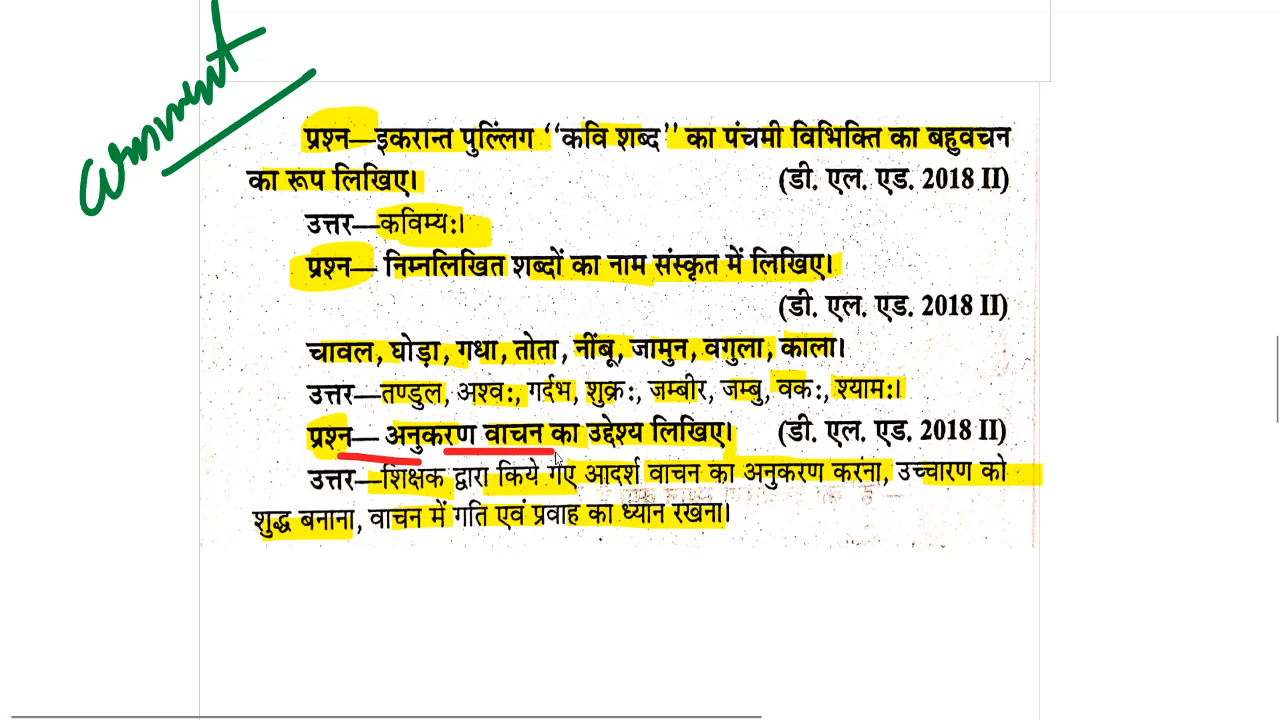 comment
प्रश्न—इकारान्त पुल्लिंग ‘‘कवि शब्द’’ का पंचमी विभिक्ति का बहुवचन
का रूप लिखिए। (डी. एल. एड. 2018 II)
उत्तर—कविम्यः।
प्रश्न— निम्नलिखित शब्दों का नाम संस्कृत में लिखिए।
(डी. एल. एड. 2018 II)
चावल, घोड़ा, गधा, तोता, नींबू, जामुन, वगुला, काला।
उत्तर—तण्डुल, अश्वः, गर्दभ, शुक्रः, ज़म्बीर, जम्बु, वकः, श्यामः।
प्रश्न— अनुकरण वाचन का उद्देश्य लिखिए। (डी. एल. एड. 2018 II)
उत्तर—शिक्षक द्वारा किये गए आदर्श वाचन का अनुकरण करना, उच्चारण को
शुद्ध बनाना, वाचन में गति एवं प्रवाह का ध्यान रखना।